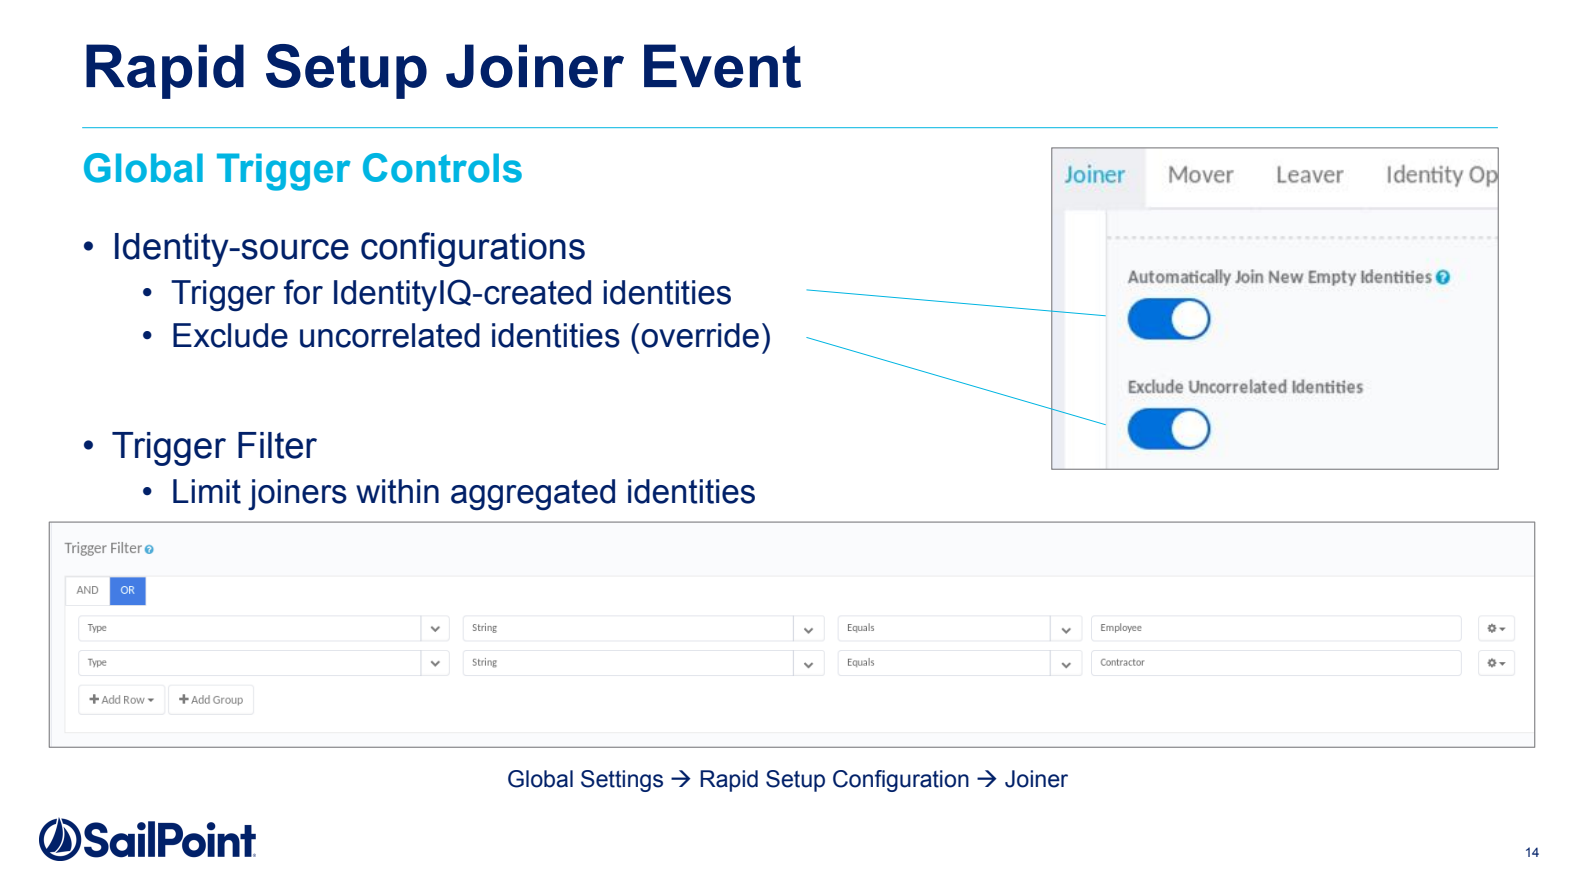 Rapid Setup Joiner Event
Global Trigger Controls
• Identity-source configurations
• Trigger for IdentityIQ-created identities
• Exclude uncorrelated identities (override)
• Trigger Filter
• Limit joiners within aggregated identities
Joiner Mover Leaver Identity Op
Automatically Join New Empty Identities ?
Exclude Uncorrelated Identities
Trigger Filter ?
AND OR
Type String Equals Employee
Type String Equals Contractor
+ Add Row + Add Group
Global Settings → Rapid Setup Configuration → Joiner
SailPoint
14